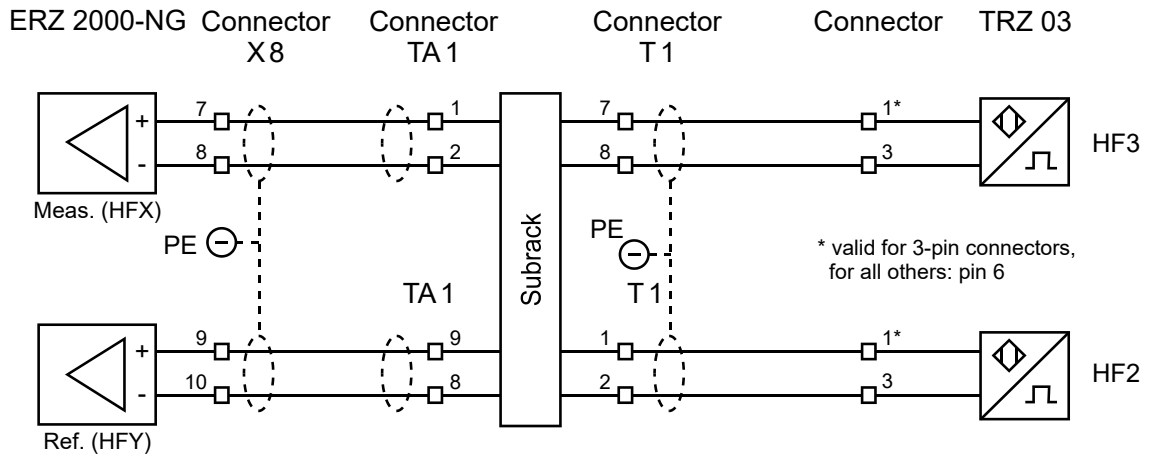 ERZ 2000-NG Connector Connector Connector Connector TRZ 03
X8 TA 1 T 1
7 1 7 1*
+
8 2 8 3
-
HF3
Meas. (HFX)
PE
PE
* valid for 3-pin connectors,
for all others: pin 6
Subrack
TA 1 T 1
9 9 1 1*
+
10 8 2 3
-
HF2
Ref. (HFY)